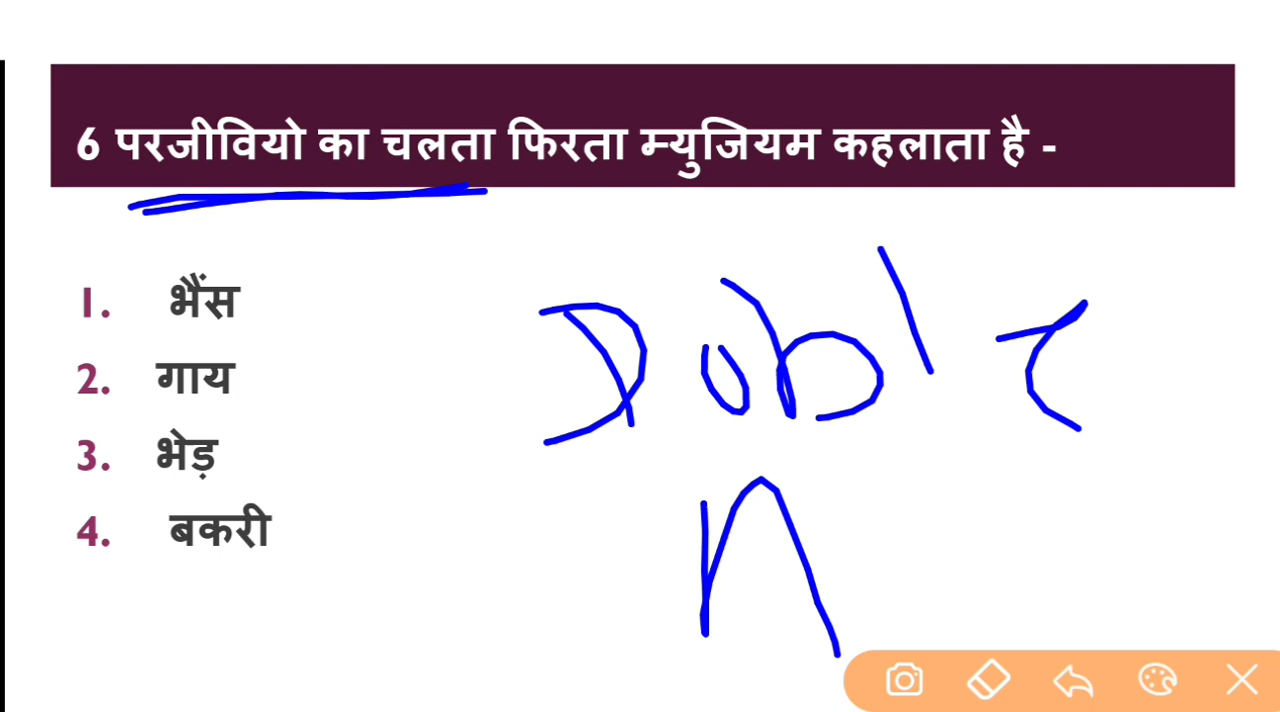 6 परजीवियो का चलता फिरता म्युजियम कहलाता है -
1. भैंस
2. गाय
3. भेड़
4. बकरी